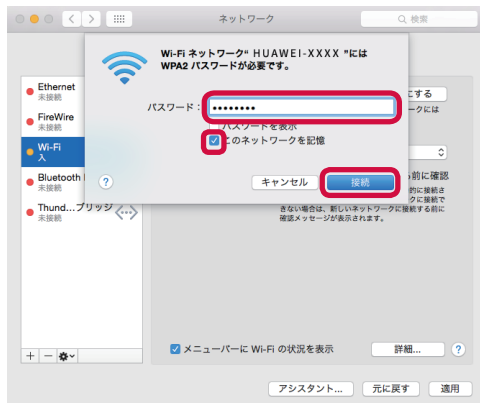 ネットワーク
検索
Wi-Fi ネットワーク“ HUAWEI-XXXX ”には
WPA2 パスワードが必要です。
パスワード：
••••••••
パスワードを表示
このネットワークを記憶
?
キャンセル
接続
Ethernet
未接続
FireWire
未接続
Wi-Fi
入
Bluetooth
未接続
Thund...ブリッジ
未接続
にする
ークには
前に確認
的に接続さ
クに接続で
きない場合は、新しいネットワークに接続する前に
確認メッセージが表示されます。
メニューバーに Wi-Fi の状況を表示
詳細...
?
アシスタント...
元に戻す
適用